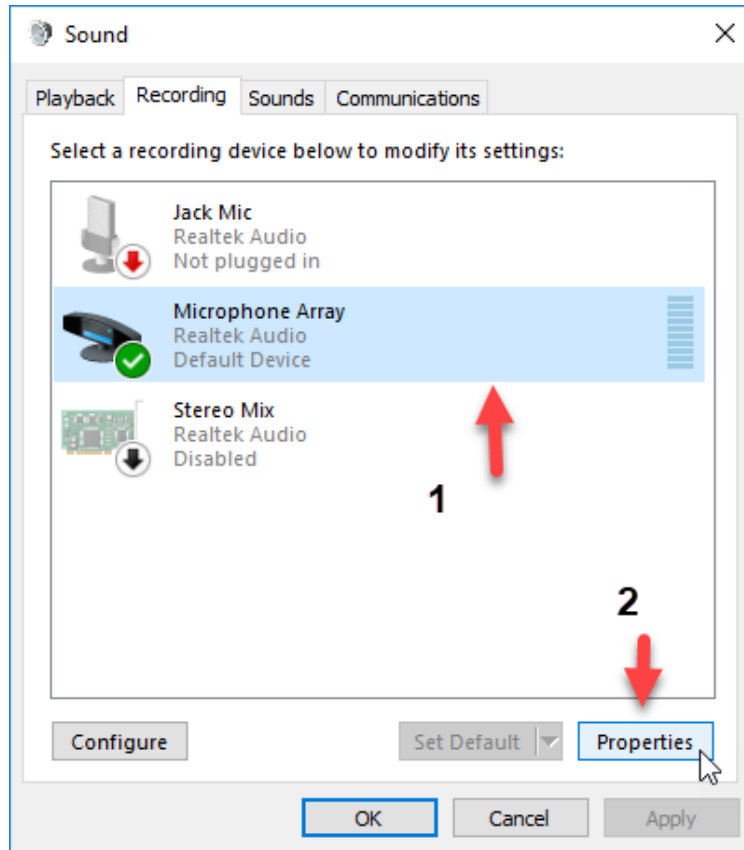 Sound
Playback Recording Sounds Communications
Select a recording device below to modify its settings:
Jack Mic
Realtek Audio
Not plugged in
Microphone Array
Realtek Audio
Default Device
Stereo Mix
Realtek Audio
Disabled
1
2
Configure Set Default Properties
OK Cancel Apply